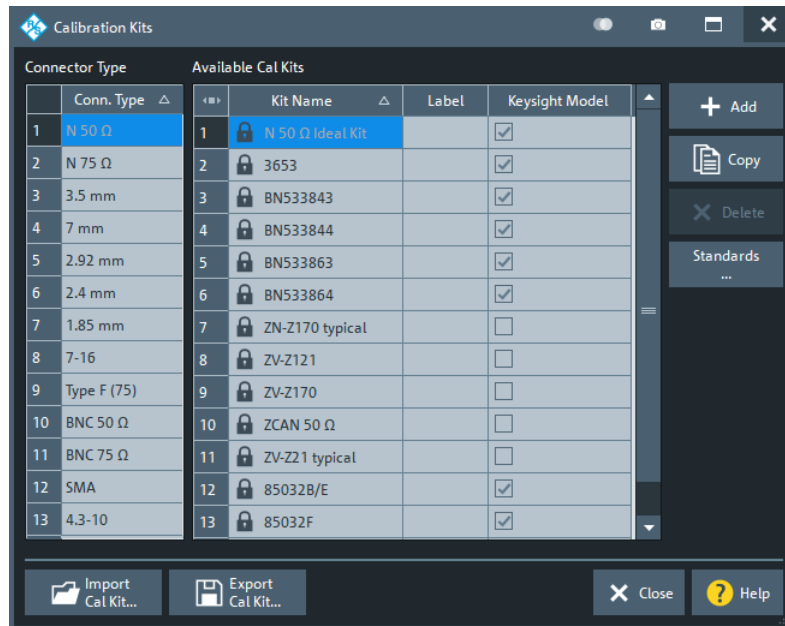 Calibration Kits
Connector Type Available Cal Kits
Conn. Type Kit Name Label Keysight Model
1 N 50 Ω 1 N 50 Ω Ideal Kit
2 N 75 Ω 2 3653
3 3.5 mm 3 BN533843
4 7 mm 4 BN533844
5 2.92 mm 5 BN533863
6 2.4 mm 6 BN533864
7 1.85 mm 7 ZN-Z170 typical
8 7-16 8 ZV-Z121
9 Type F (75) 9 ZV-Z170
10 BNC 50 Ω 10 ZCAN 50 Ω
11 BNC 75 Ω 11 ZV-Z21 typical
12 SMA 12 85032B/E
13 4.3-10 13 85032F
Add
Copy
Delete
Standards
...
Import
Cal Kit...
Export
Cal Kit...
Close
? Help